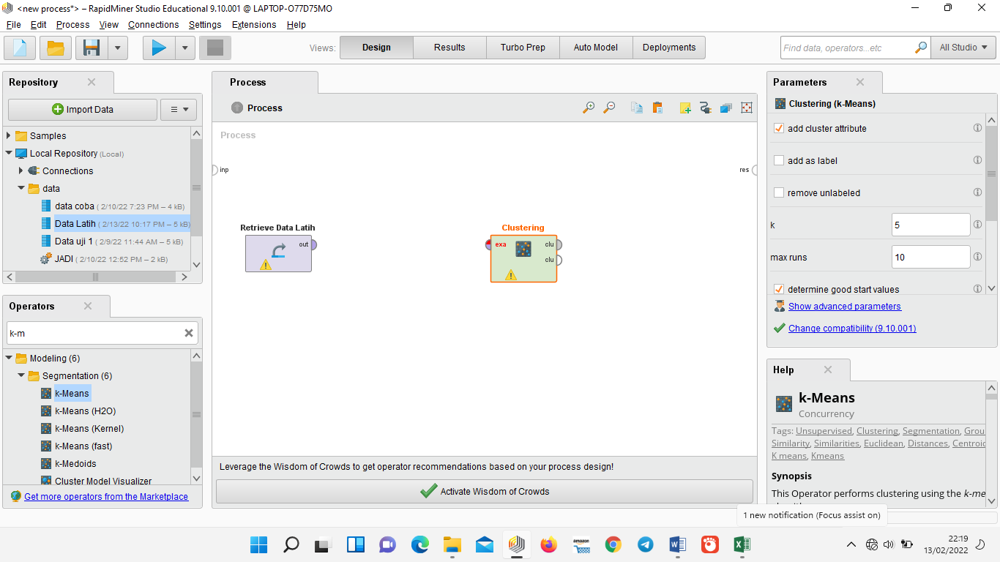 <new process*> – RapidMiner Studio Educational 9.10.001 @ LAPTOP-O77D75MO
File Edit Process View Connections Settings Extensions Help
Views: Design Results Turbo Prep Auto Model Deployments
Find data, operators...etc
All Studio
Repository
Import Data
Samples
Local Repository (Local)
Connections
data
data coba ( 2/10/22 7:23 PM – 4 kB)
Data Latih ( 2/13/22 10:17 PM – 5 kB)
Data uji 1 ( 2/9/22 11:44 AM – 5 kB)
JADI ( 2/10/22 12:52 PM – 2 kB)
Operators
k-m
Modeling (6)
Segmentation (6)
k-Means
k-Means (H2O)
k-Means (Kernel)
k-Means (fast)
k-Medoids
Cluster Model Visualizer
Get more operators from the Marketplace
Process
Process
Process
inp
res
Retrieve Data Latih
out
Clustering
exa
clu
clu
Leverage the Wisdom of Crowds to get operator recommendations based on your process design!
Activate Wisdom of Crowds
Parameters
Clustering (k-Means)
add cluster attribute
add as label
remove unlabeled
k 5
max runs 10
determine good start values
Show advanced parameters
Change compatibility (9.10.001)
Help
k-Means
Concurrency
Tags: Unsupervised, Clustering, Segmentation, Grou
Similarity, Similarities, Euclidean, Distances, Centroid
K means, Kmeans
Synopsis
This Operator performs clustering using the k-me
1 new notification (Focus assist on)
amazon
22:19
13/02/2022